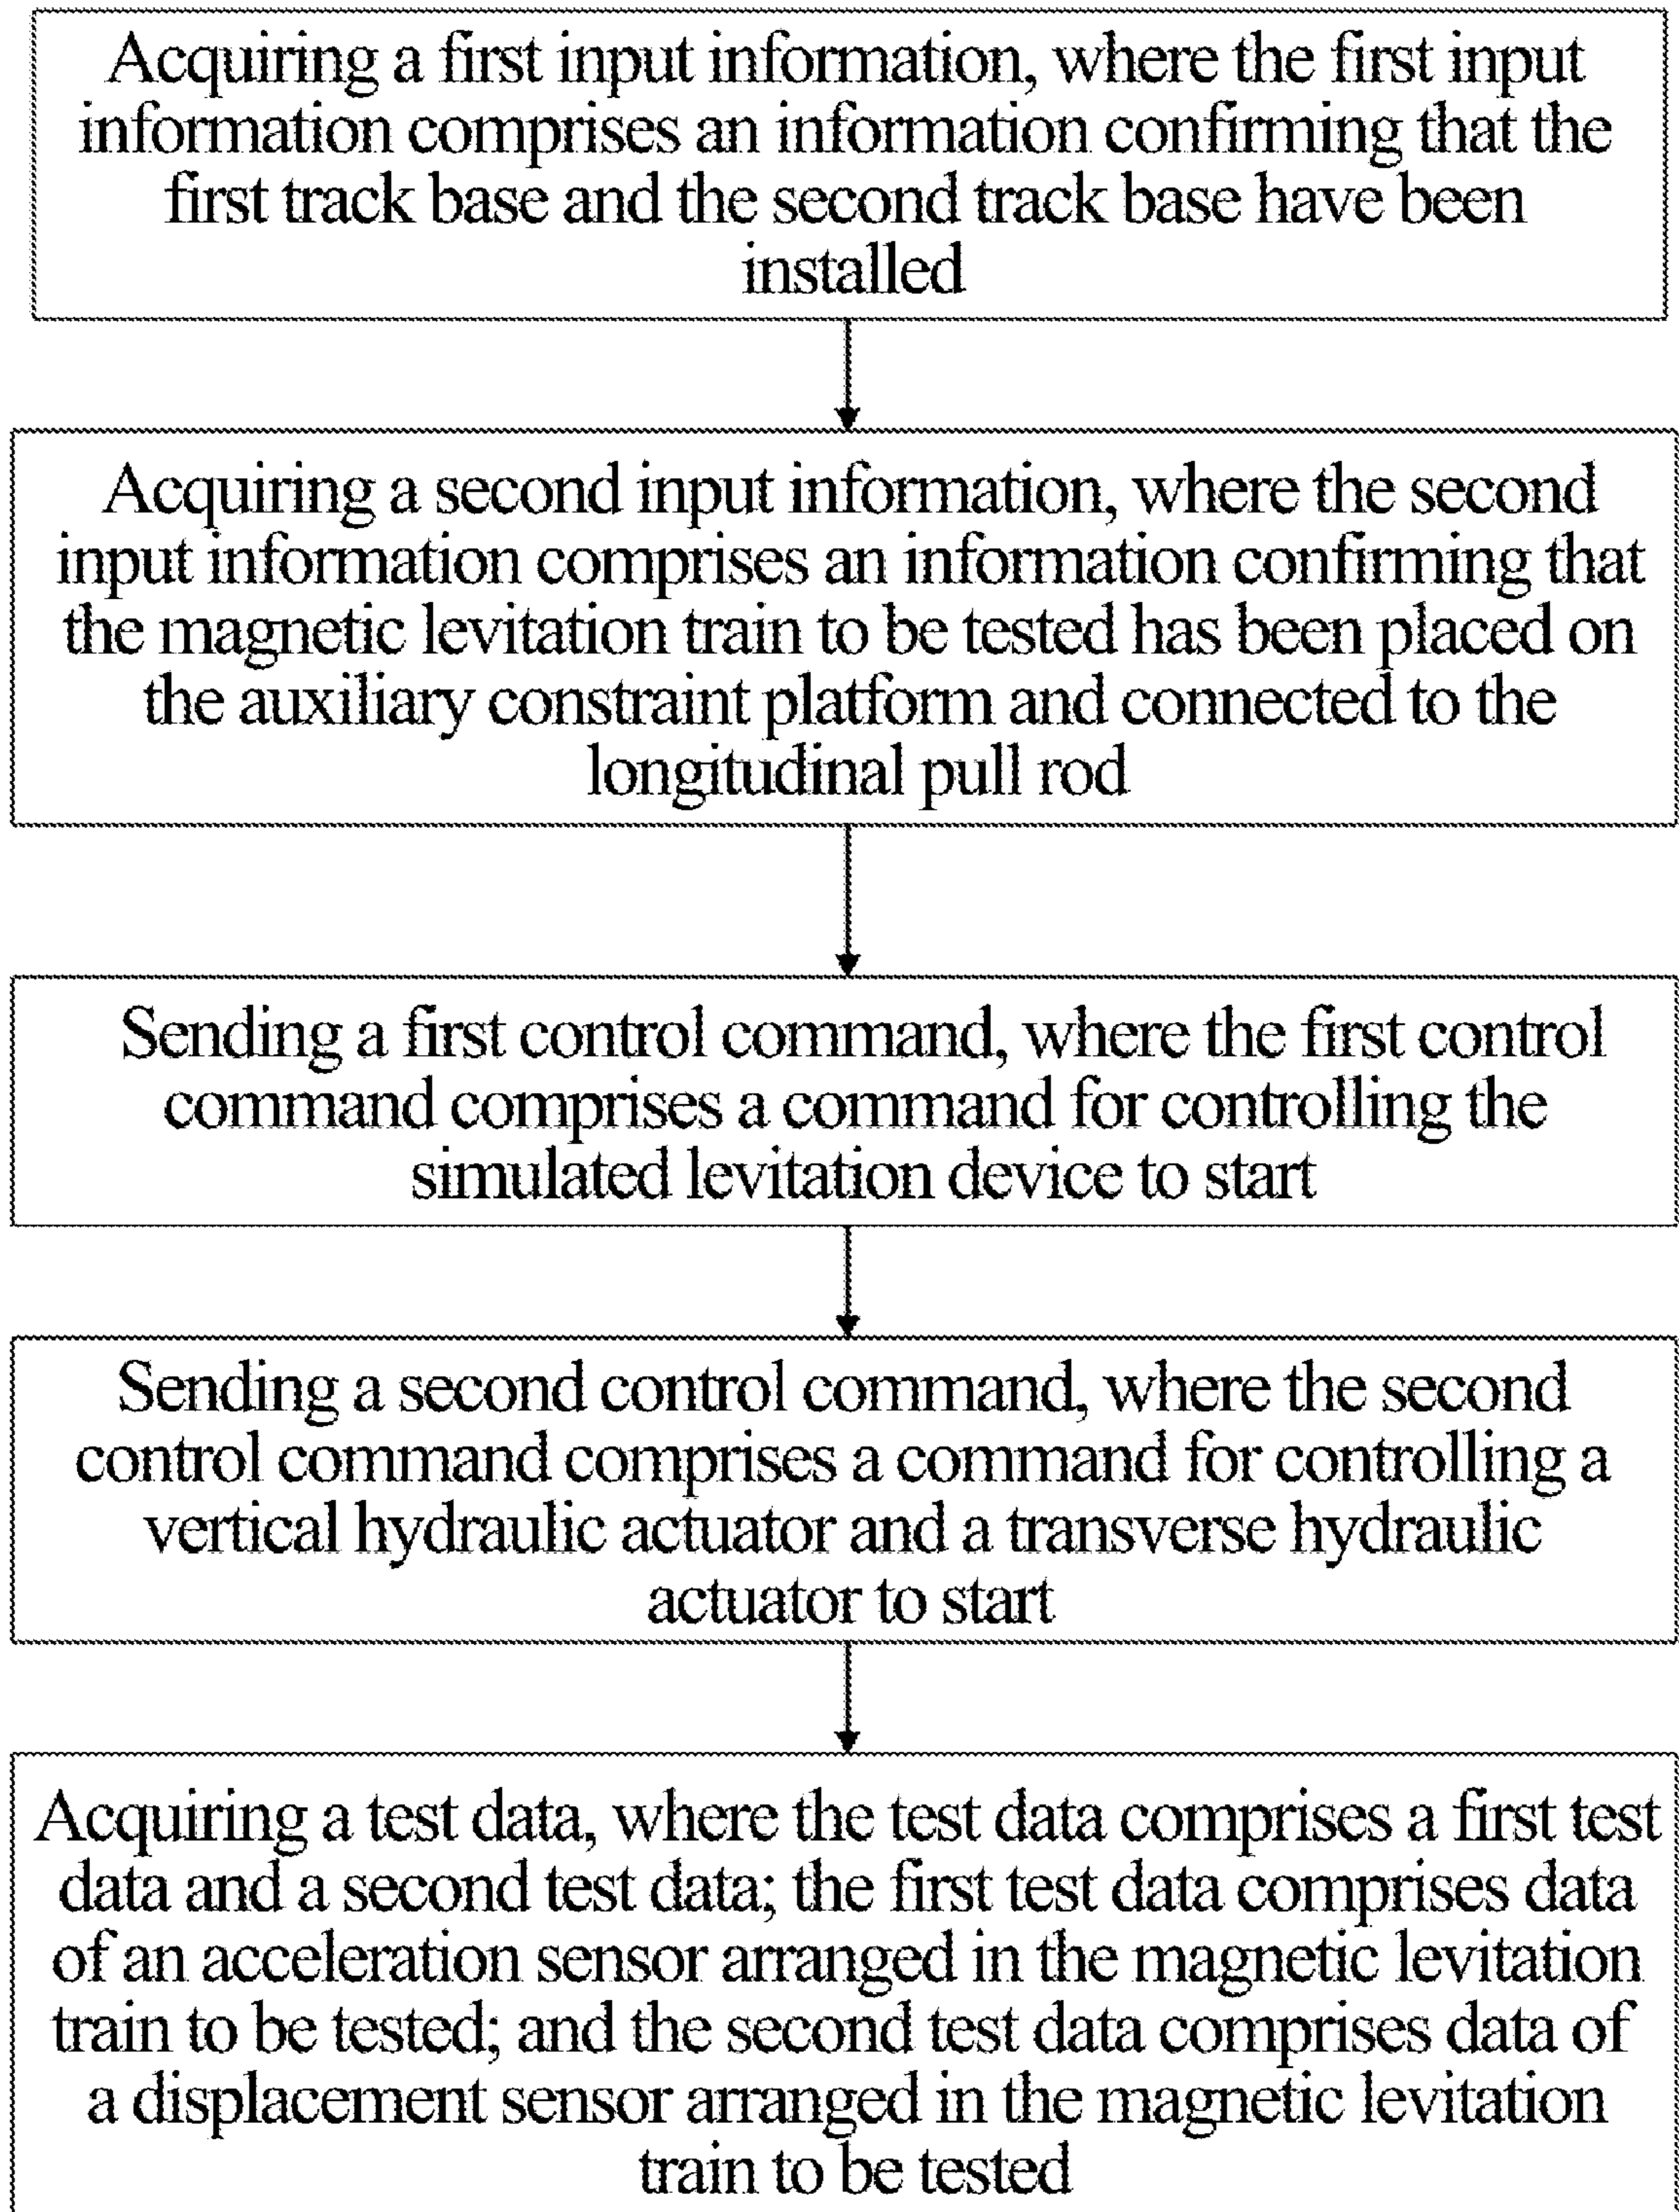 Acquiring a first input information, where the first input
information comprises an information confirming that the
first track base and the second track base have been
installed
Acquiring a second input information, where the second
input information comprises an information confirming that
the magnetic levitation train to be tested has been placed on
the auxiliary constraint platform and connected to the
longitudinal pull rod
Sending a first control command, where the first control
command comprises a command for controlling the
simulated levitation device to start
Sending a second control command, where the second
control command comprises a command for controlling a
vertical hydraulic actuator and a transverse hydraulic
actuator to start
Acquiring a test data, where the test data comprises a first test
data and a second test data; the first test data comprises data
of an acceleration sensor arranged in the magnetic levitation
train to be tested; and the second test data comprises data of
a displacement sensor arranged in the magnetic levitation
train to be tested